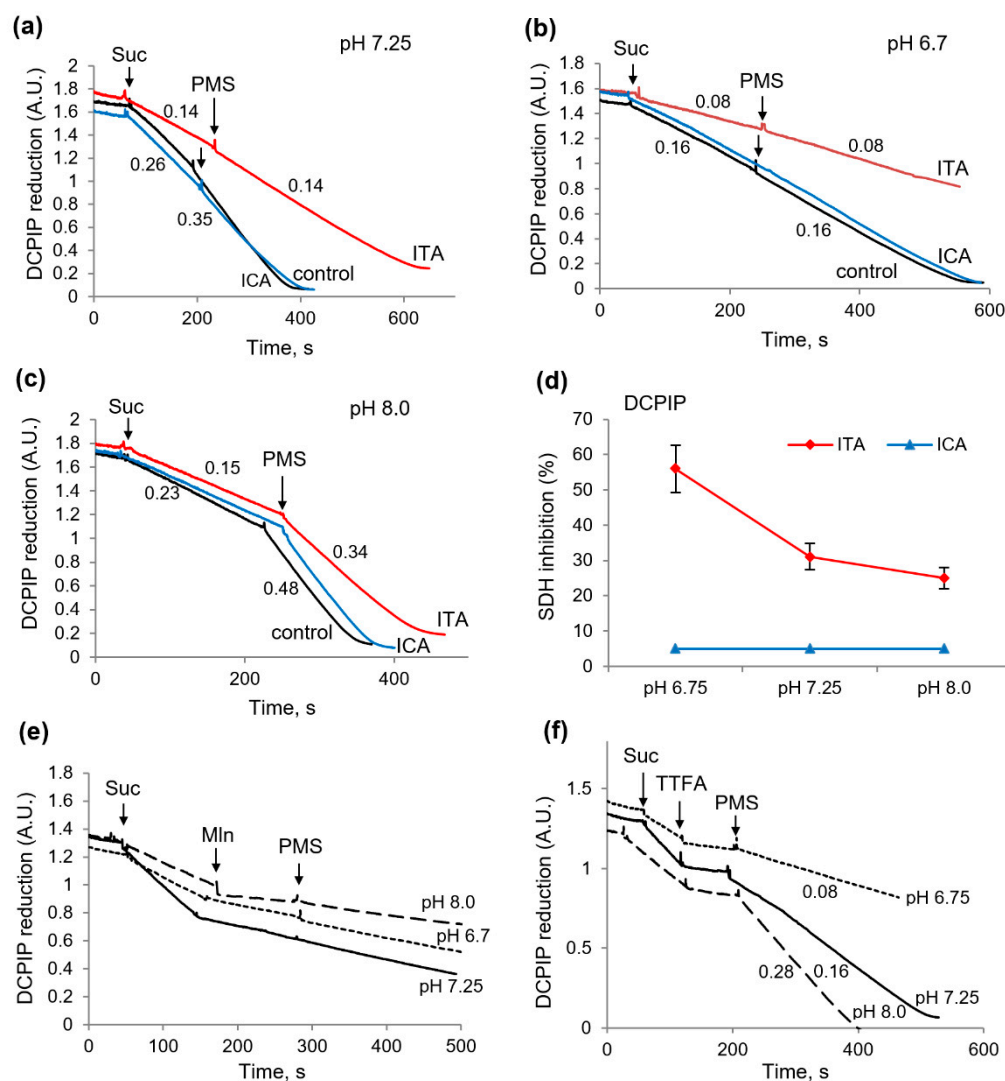 (a)
pH 7.25
DCPIP reduction (A.U.)
2
1.8
1.6
1.4
1.2
1
0.8
0.6
0.4
0.2
0
Suc
PMS
0.14
0.26
0.35
0.14
ITA
ICA
control
0
200
400
600
Time, s
(b)
pH 6.7
DCPIP reduction (A.U.)
1.8
1.6
1.4
1.2
1
0.8
0.6
0.4
0.2
0
Suc
PMS
0.08
0.16
0.08
ITA
0.16
ICA
control
0
200
400
600
Time, s
(c)
pH 8.0
DCPIP reduction (A.U.)
2
1.8
1.6
1.4
1.2
1
0.8
0.6
0.4
0.2
0
Suc
PMS
0.15
0.23
0.34
0.48
ITA
control
ICA
0
200
400
Time, s
(d)
DCPIP
SDH inhibition (%)
70
60
50
40
30
20
10
0
ITA
ICA
pH 6.75
pH 7.25
pH 8.0
(e)
DCPIP reduction (A.U.)
1.8
1.6
1.4
1.2
1
0.8
0.6
0.4
0.2
0
Suc
Mln
PMS
pH 8.0
pH 6.7
pH 7.25
0
100
200
300
400
500
Time, s
(f)
DCPIP reduction (A.U.)
1.5
1
0.5
0
Suc
TTFA
PMS
0.08
pH 6.75
0.28
0.16
pH 7.25
pH 8.0
0
200
400
600
Time, s